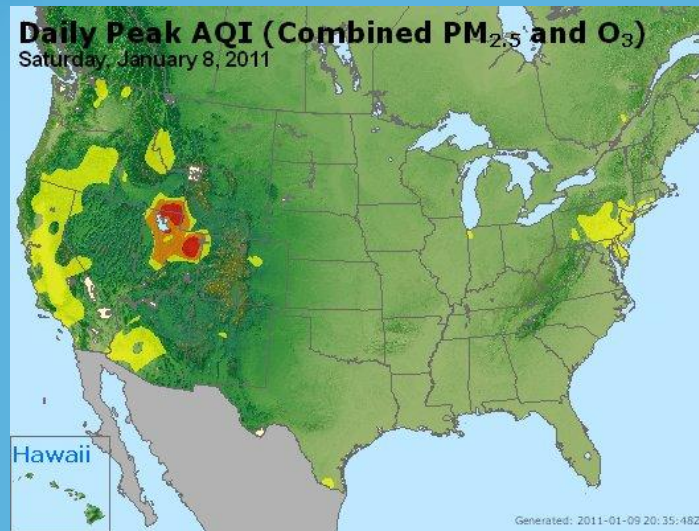 Daily Peak AQI (Combined PM₂.₅ and O₃)
Saturday, January 8, 2011
Hawaii
Generated: 2011-01-09 20:35:48Z